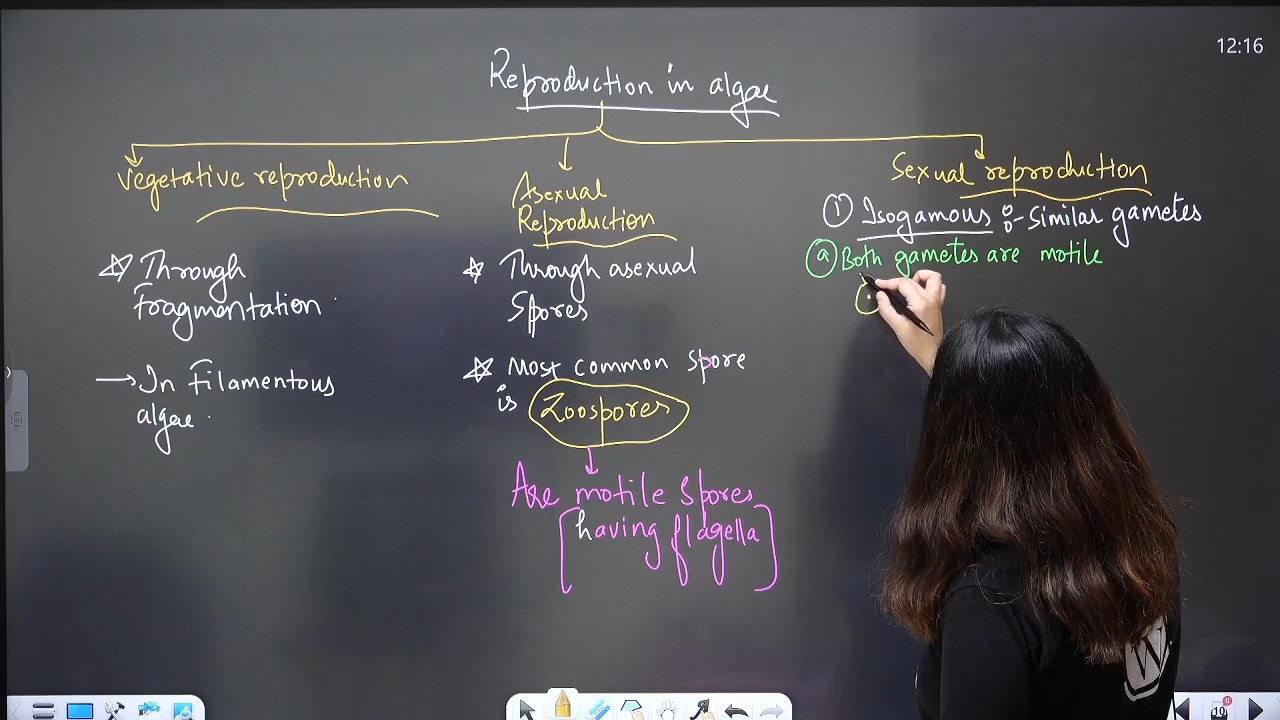 12:16
Reproduction in algae
Vegetative reproduction
☆ Through
Fragmentation
→ In Filamentous
algae
Asexual
Reproduction
☆ Through asexual
Spores
☆ Most common spore
is Zoospores
Are motile spores
[having flagella]
Sexual reproduction
① Isogamous :- Similar gametes
ⓐ Both gametes are motile
W
10